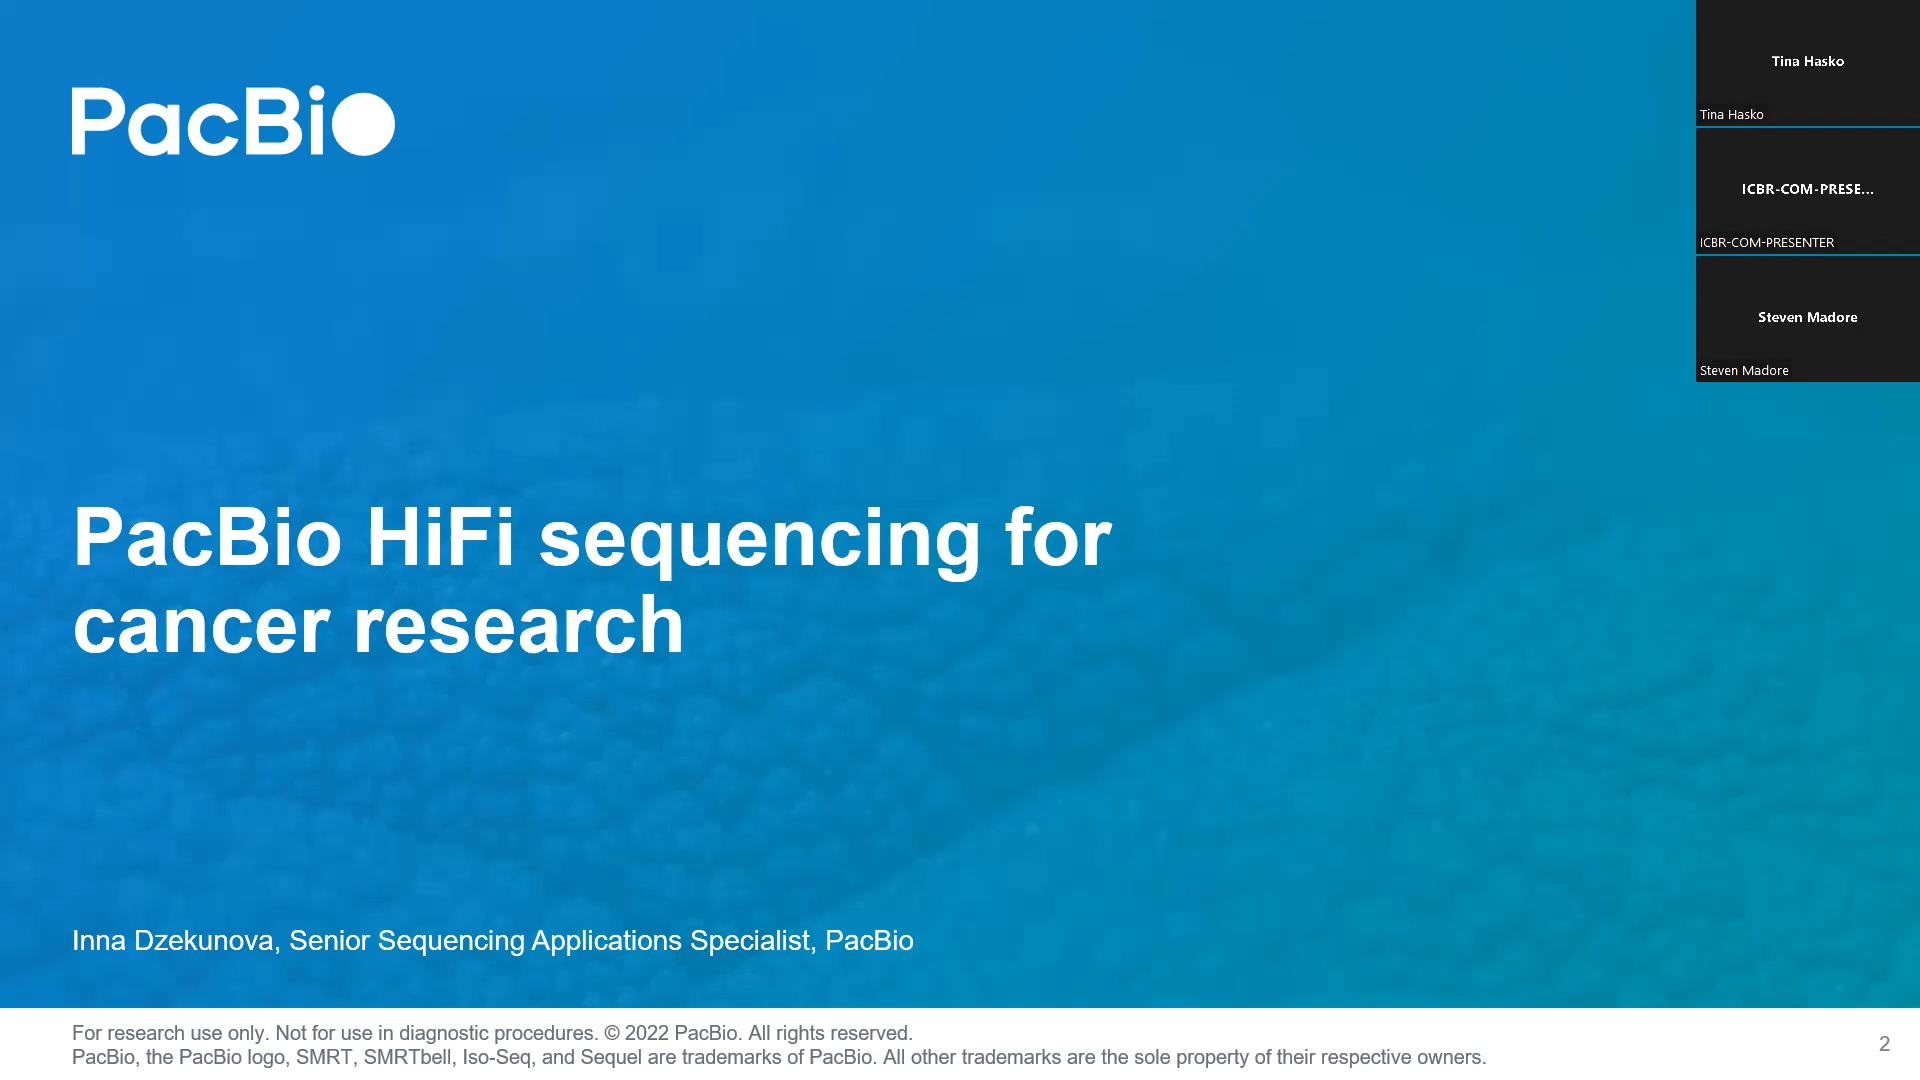 PacBio
PacBio HiFi sequencing for
cancer research
Inna Dzekunova, Senior Sequencing Applications Specialist, PacBio
For research use only. Not for use in diagnostic procedures. © 2022 PacBio. All rights reserved.
PacBio, the PacBio logo, SMRT, SMRTbell, Iso-Seq, and Sequel are trademarks of PacBio. All other trademarks are the sole property of their respective owners.
2
Tina Hasko
Tina Hasko
ICBR-COM-PRESE...
ICBR-COM-PRESENTER
Steven Madore
Steven Madore